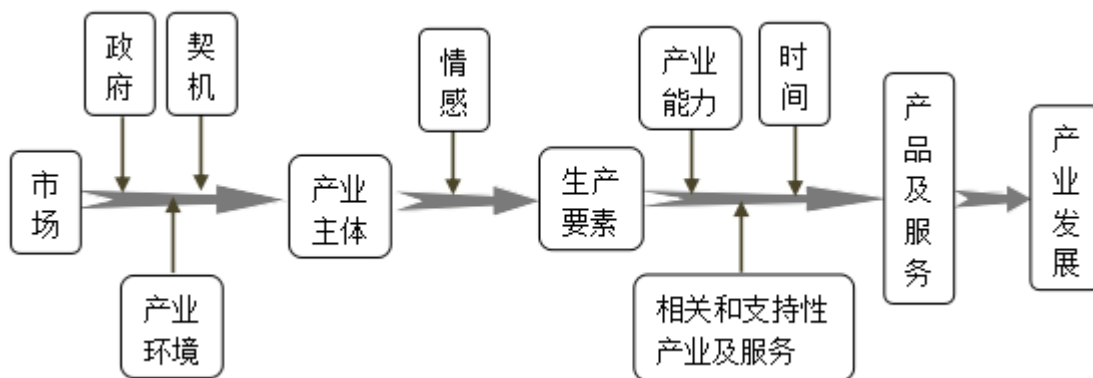 政
府
契
机
情
感
产业
能力
时
间
市
场
产业
主体
生产
要素
产
品
及
服
务
产
业
发
展
产业
环境
相关和支持性
产业及服务